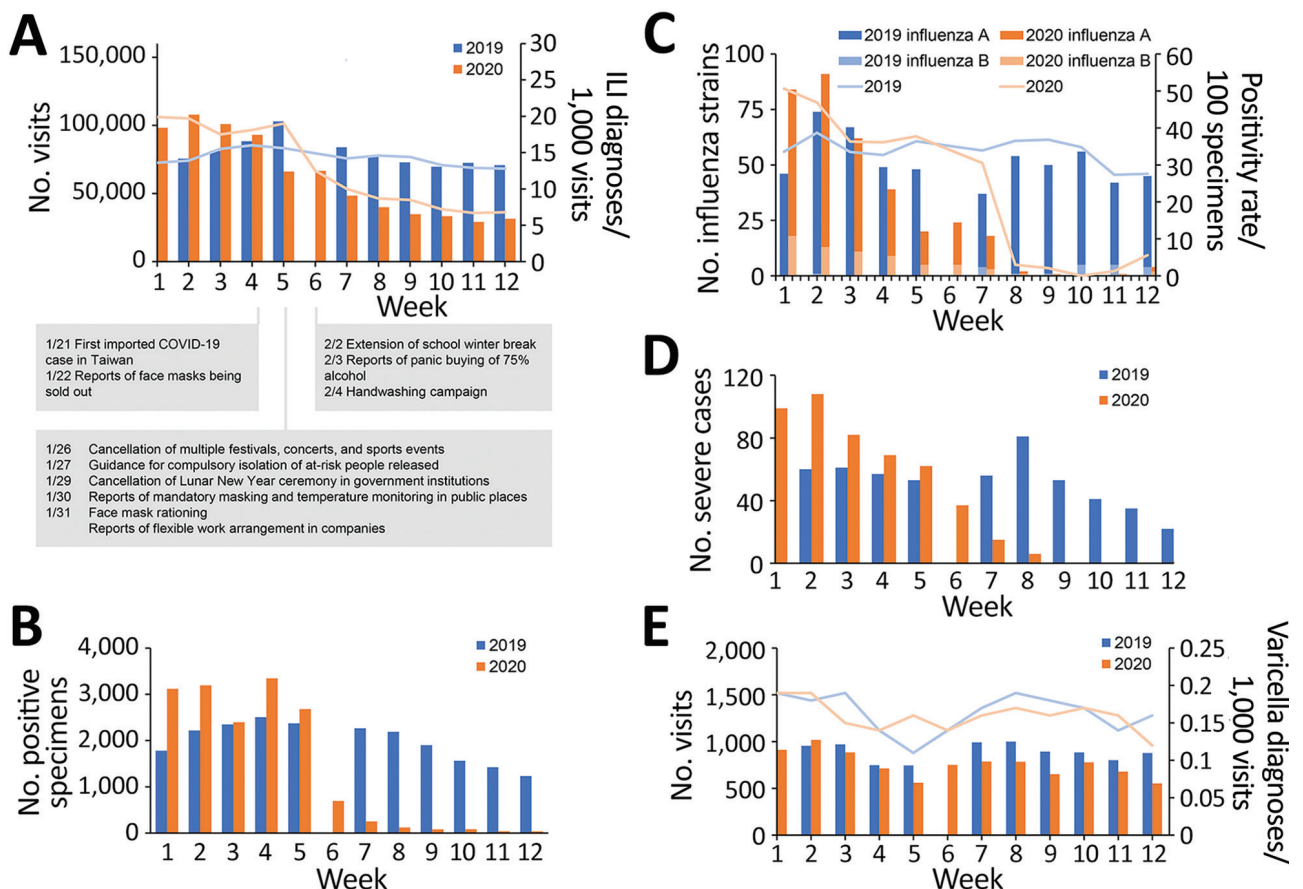 A
150,000
100,000
50,000
0
No. visits
2019
2020
30
25
20
15
10
5
0
ILI diagnoses/
1,000 visits
1 2 3 4 5 6 7 8 9 10 11 12
Week
1/21 First imported COVID-19
case in Taiwan
1/22 Reports of face masks being
sold out
2/2 Extension of school winter break
2/3 Reports of panic buying of 75%
alcohol
2/4 Handwashing campaign
1/26 Cancellation of multiple festivals, concerts, and sports events
1/27 Guidance for compulsory isolation of at-risk people released
1/29 Cancellation of Lunar New Year ceremony in government institutions
1/30 Reports of mandatory masking and temperature monitoring in public places
1/31 Face mask rationing
Reports of flexible work arrangement in companies
B
4,000
3,000
2,000
1,000
0
No. positive
specimens
2019
2020
1 2 3 4 5 6 7 8 9 10 11 12
Week
C
2019 influenza A 2020 influenza A
2019 influenza B 2020 influenza B
2019 2020
100
75
50
25
0
No. influenza strains
60
50
40
30
20
10
0
Positivity rate/
100 specimens
1 2 3 4 5 6 7 8 9 10 11 12
Week
D
120
80
40
0
No. severe cases
2019
2020
1 2 3 4 5 6 7 8 9 10 11 12
Week
E
2,000
1,500
1,000
500
0
No. visits
2019
2020
0.25
0.2
0.15
0.1
0.05
0
Varicella diagnoses/
1,000 visits
1 2 3 4 5 6 7 8 9 10 11 12
Week